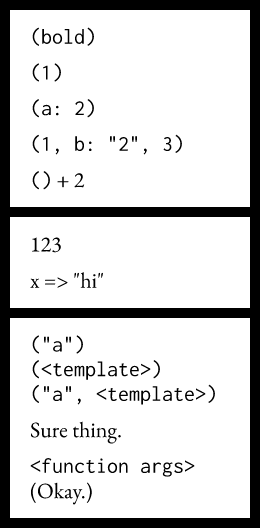 (bold)
(1)
(a: 2)
(1, b: "2", 3)
() + 2
123
x => "hi"
("a")
(<template>)
("a", <template>)
Sure thing.
<function args>
(Okay.)